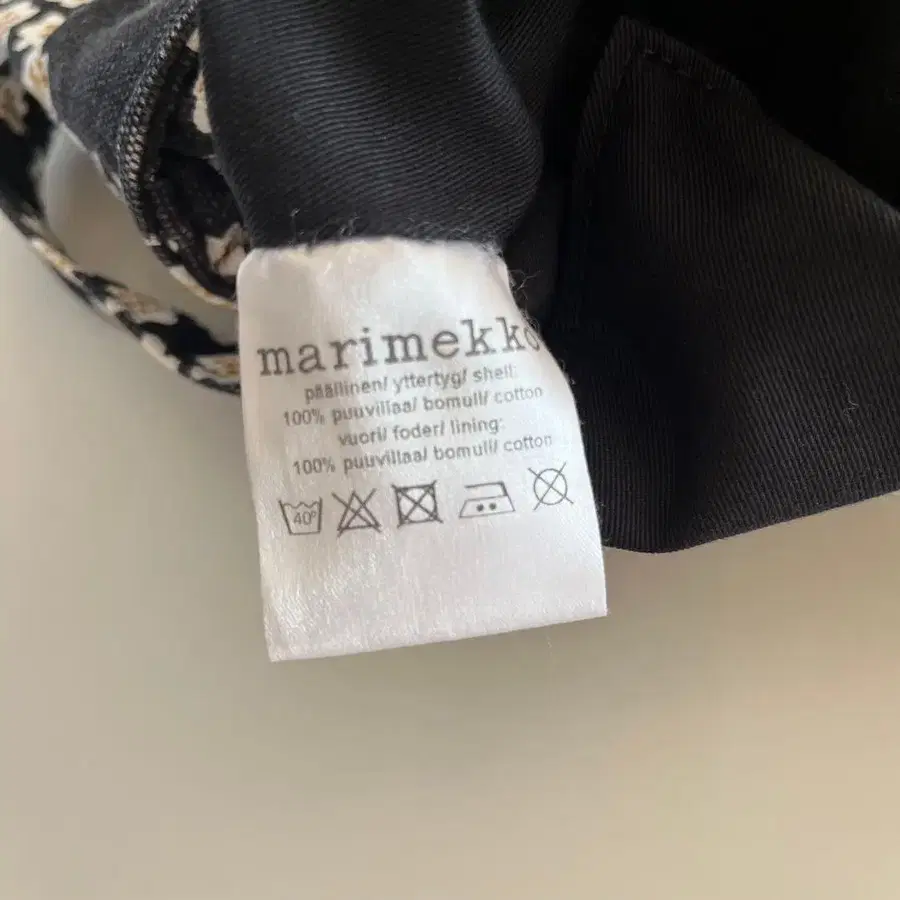 marimekko
päällinen/ yttertyg/ shell:
100% puuvillaa/ bomull/ cotton
vuori/ foder/ lining:
100% puuvillaa/ bomull/ cotton
40°